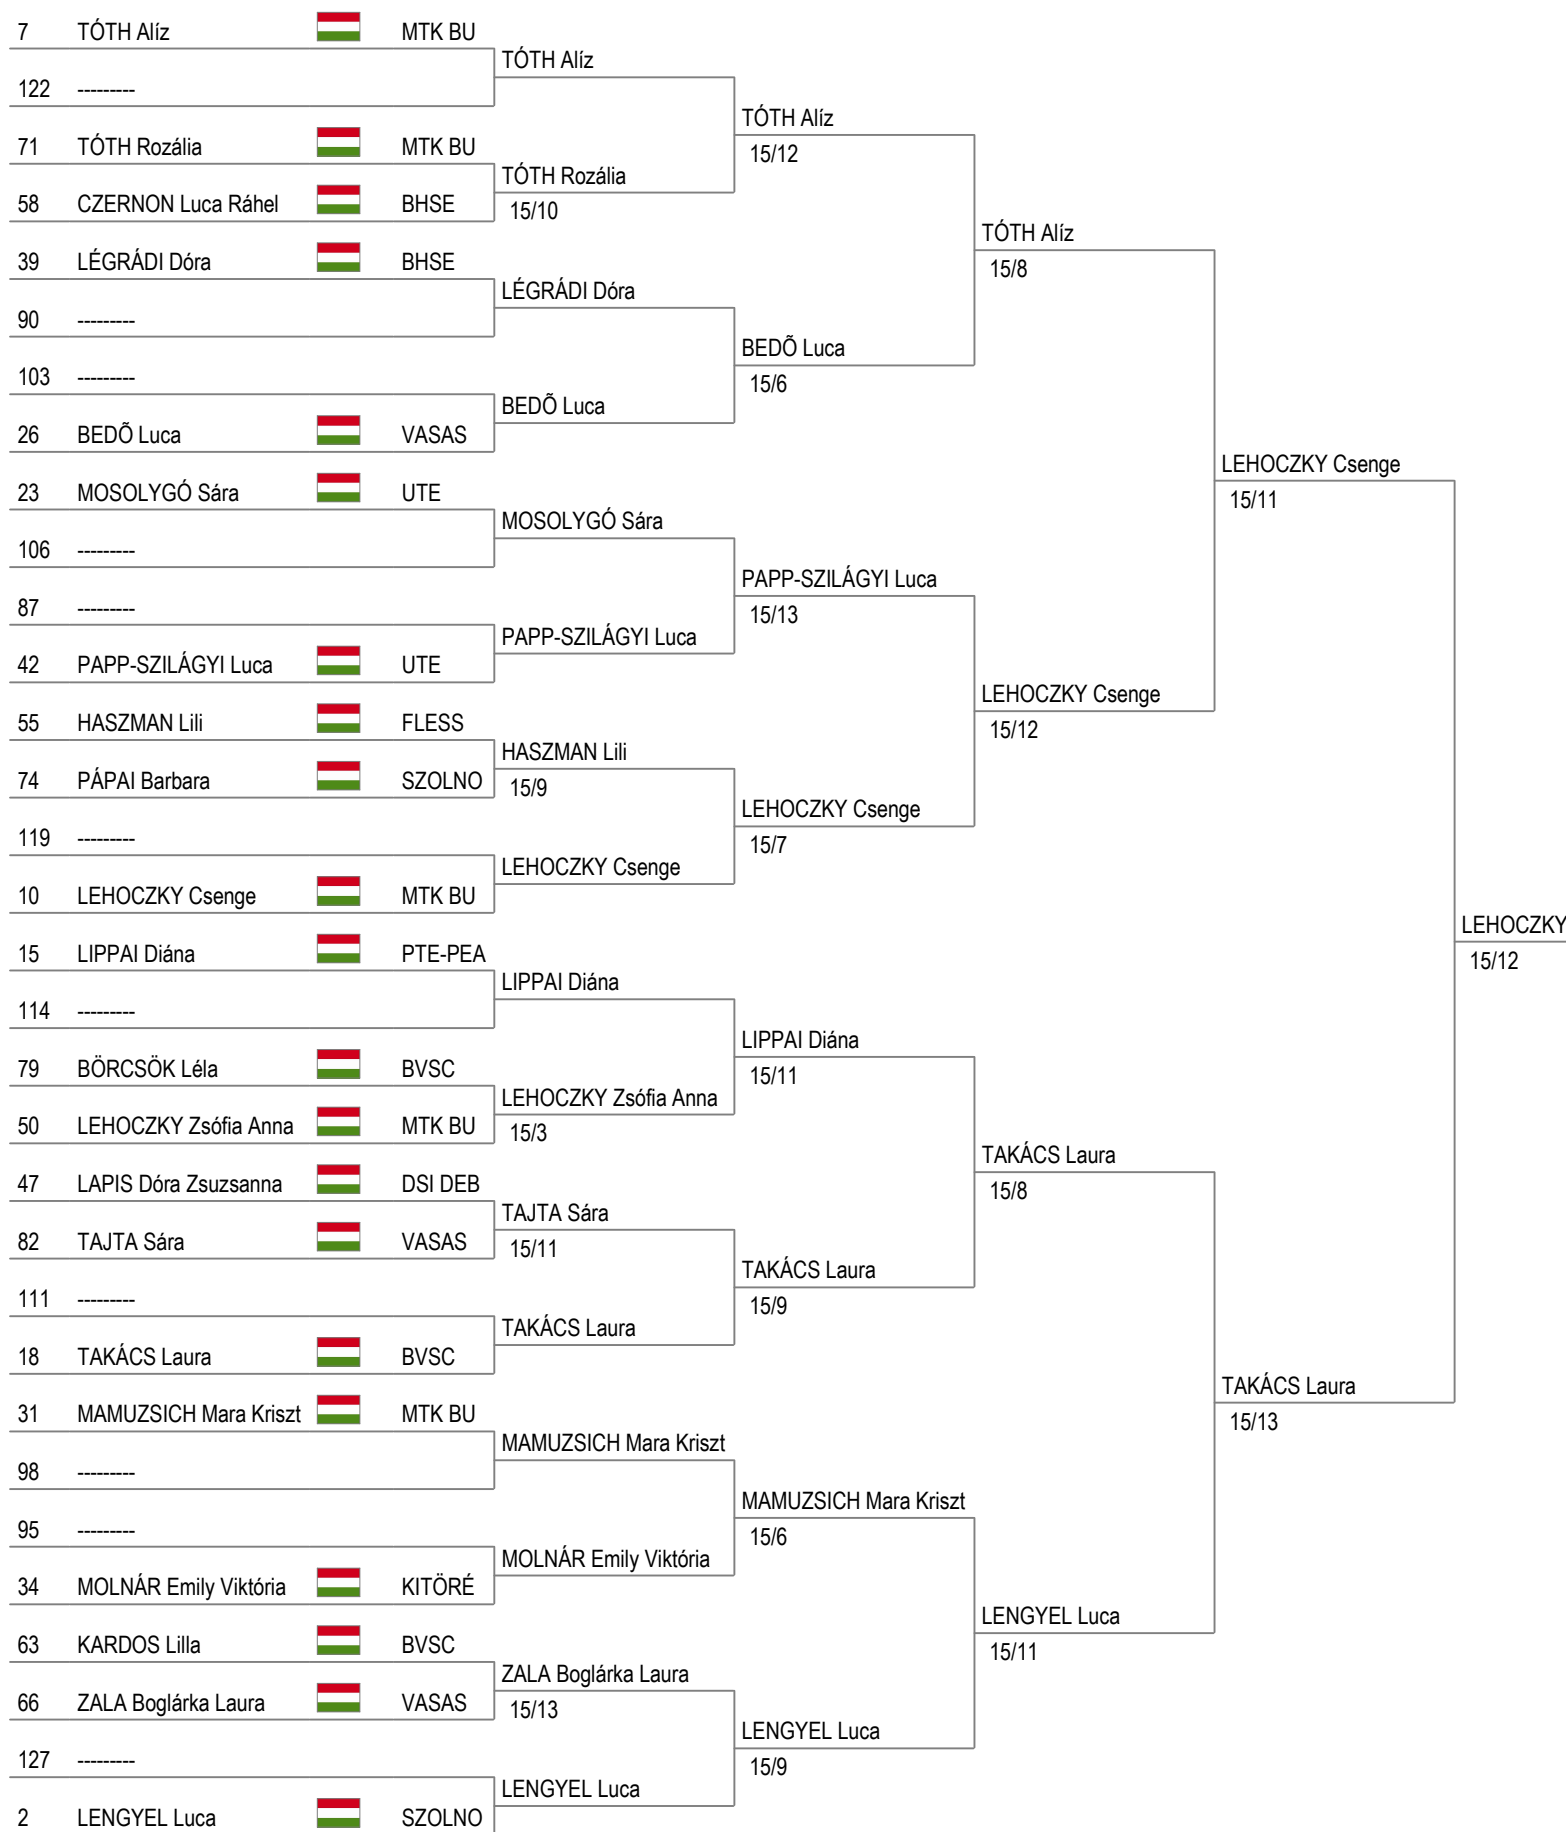 7 TÓTH Alíz MTK BU
TÓTH Alíz
122 ---------
TÓTH Alíz
71 TÓTH Rozália MTK BU
15/12
TÓTH Rozália
58 CZERNON Luca Ráhel BHSE
15/10
TÓTH Alíz
39 LÉGRÁDI Dóra BHSE
15/8
LÉGRÁDI Dóra
90 ---------
BEDÕ Luca
103 ---------
15/6
BEDÕ Luca
26 BEDÕ Luca VASAS
LEHOCZKY Csenge
23 MOSOLYGÓ Sára UTE
15/11
MOSOLYGÓ Sára
106 ---------
PAPP-SZILÁGYI Luca
87 ---------
15/13
PAPP-SZILÁGYI Luca
42 PAPP-SZILÁGYI Luca UTE
LEHOCZKY Csenge
55 HASZMAN Lili FLESS
15/12
HASZMAN Lili
74 PÁPAI Barbara SZOLNO
15/9
LEHOCZKY Csenge
119 ---------
15/7
LEHOCZKY Csenge
10 LEHOCZKY Csenge MTK BU
LEHOCZKY
15 LIPPAI Diána PTE-PEA
15/12
LIPPAI Diána
114 ---------
LIPPAI Diána
79 BÖRCSÖK Léla BVSC
15/11
LEHOCZKY Zsófia Anna
50 LEHOCZKY Zsófia Anna MTK BU
15/3
TAKÁCS Laura
47 LAPIS Dóra Zsuzsanna DSI DEB
15/8
TAJTA Sára
82 TAJTA Sára VASAS
15/11
TAKÁCS Laura
111 ---------
15/9
TAKÁCS Laura
18 TAKÁCS Laura BVSC
TAKÁCS Laura
31 MAMUZSICH Mara Kriszt MTK BU
15/13
MAMUZSICH Mara Kriszt
98 ---------
MAMUZSICH Mara Kriszt
95 ---------
15/6
MOLNÁR Emily Viktória
34 MOLNÁR Emily Viktória KITÖRÉ
LENGYEL Luca
63 KARDOS Lilla BVSC
15/11
ZALA Boglárka Laura
66 ZALA Boglárka Laura VASAS
15/13
LENGYEL Luca
127 ---------
15/9
LENGYEL Luca
2 LENGYEL Luca SZOLNO